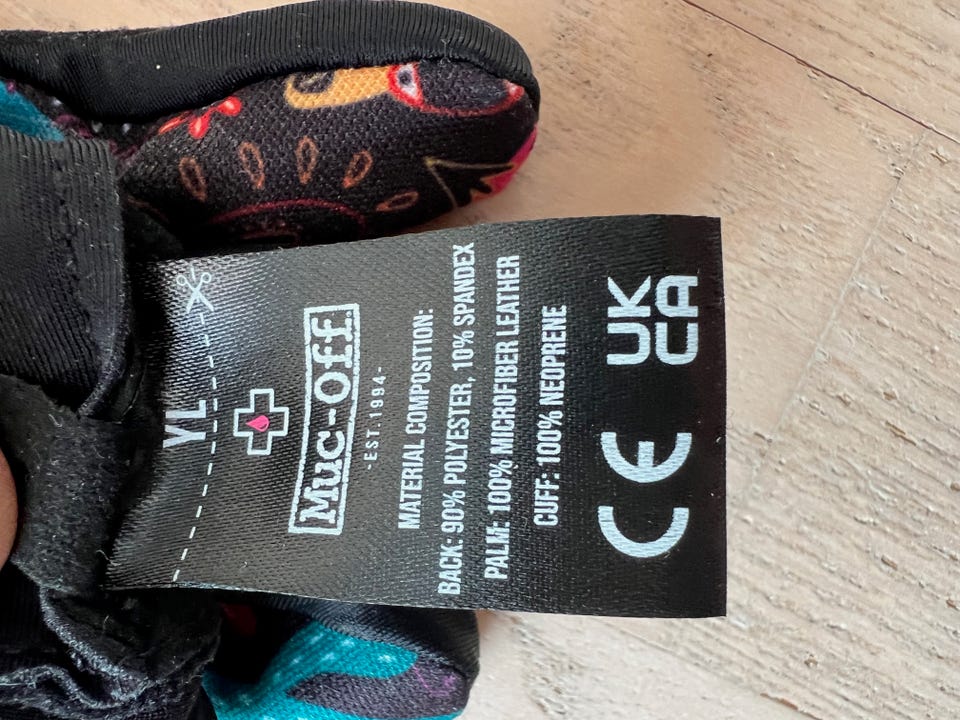 YL
Muc-Off
-EST.1994-
MATERIAL COMPOSITION:
BACK: 90% POLYESTER, 10% SPANDEX
PALM: 100% MICROFIBER LEATHER
CUFF: 100% NEOPRENE
CE UK
CA